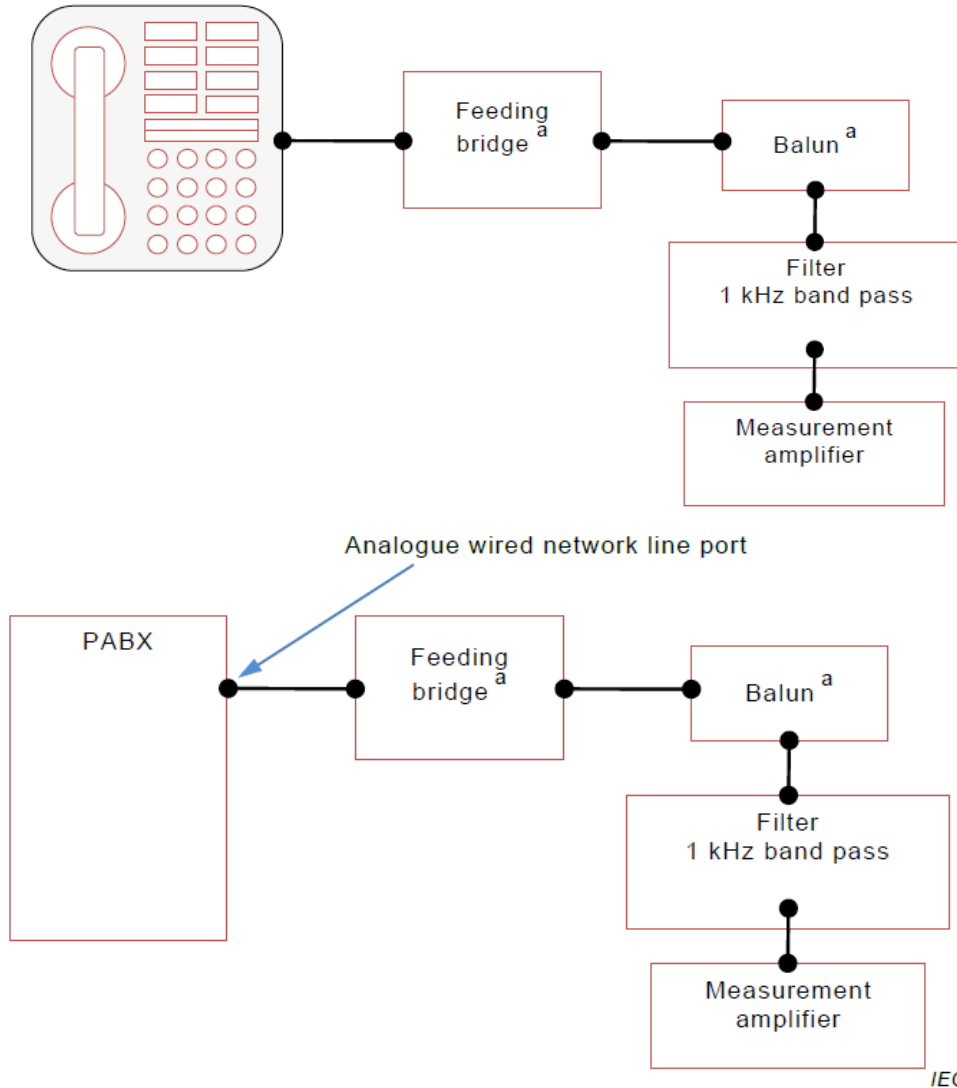 Feeding
bridge a
Balun a
Filter
1 kHz band pass
Measurement
amplifier
Analogue wired network line port
PABX
Feeding
bridge a
Balun a
Filter
1 kHz band pass
Measurement
amplifier
IEC